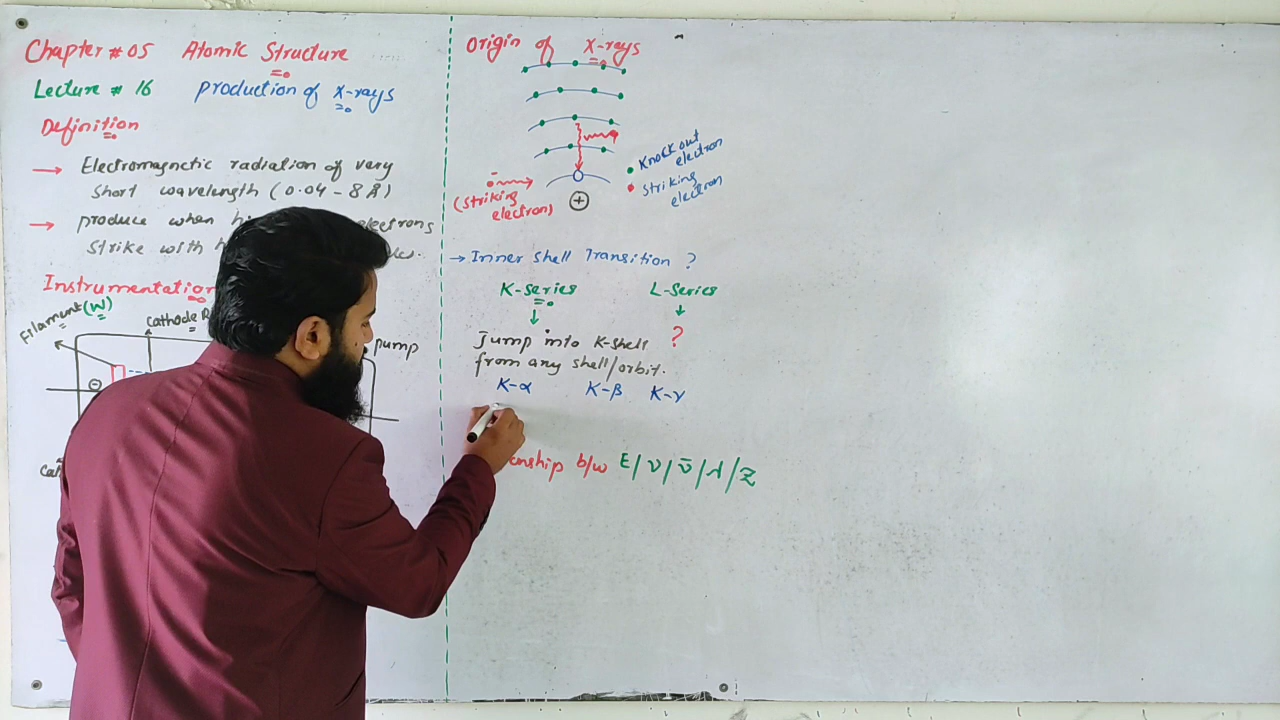 Chapter # 05 Atomic Structure
Lecture # 16 production of X-rays
Definition
→ Electromagnetic radiation of very
Short wavelength (0.04 - 8 Å)
→ produce when electrons
Strike with
Instrumentation
Filament (W)
Cathode
pump
⊖
Origin of X-rays
Knock out
electron
Striking
electron
(Striking
electron)
⊕
→ Inner Shell Transition ?
K-series L-Series
↓ ↓
Jump into K-shell ?
from any shell/orbit.
K-α K-β K-γ
b/w E/ν/ν̄/λ/Z